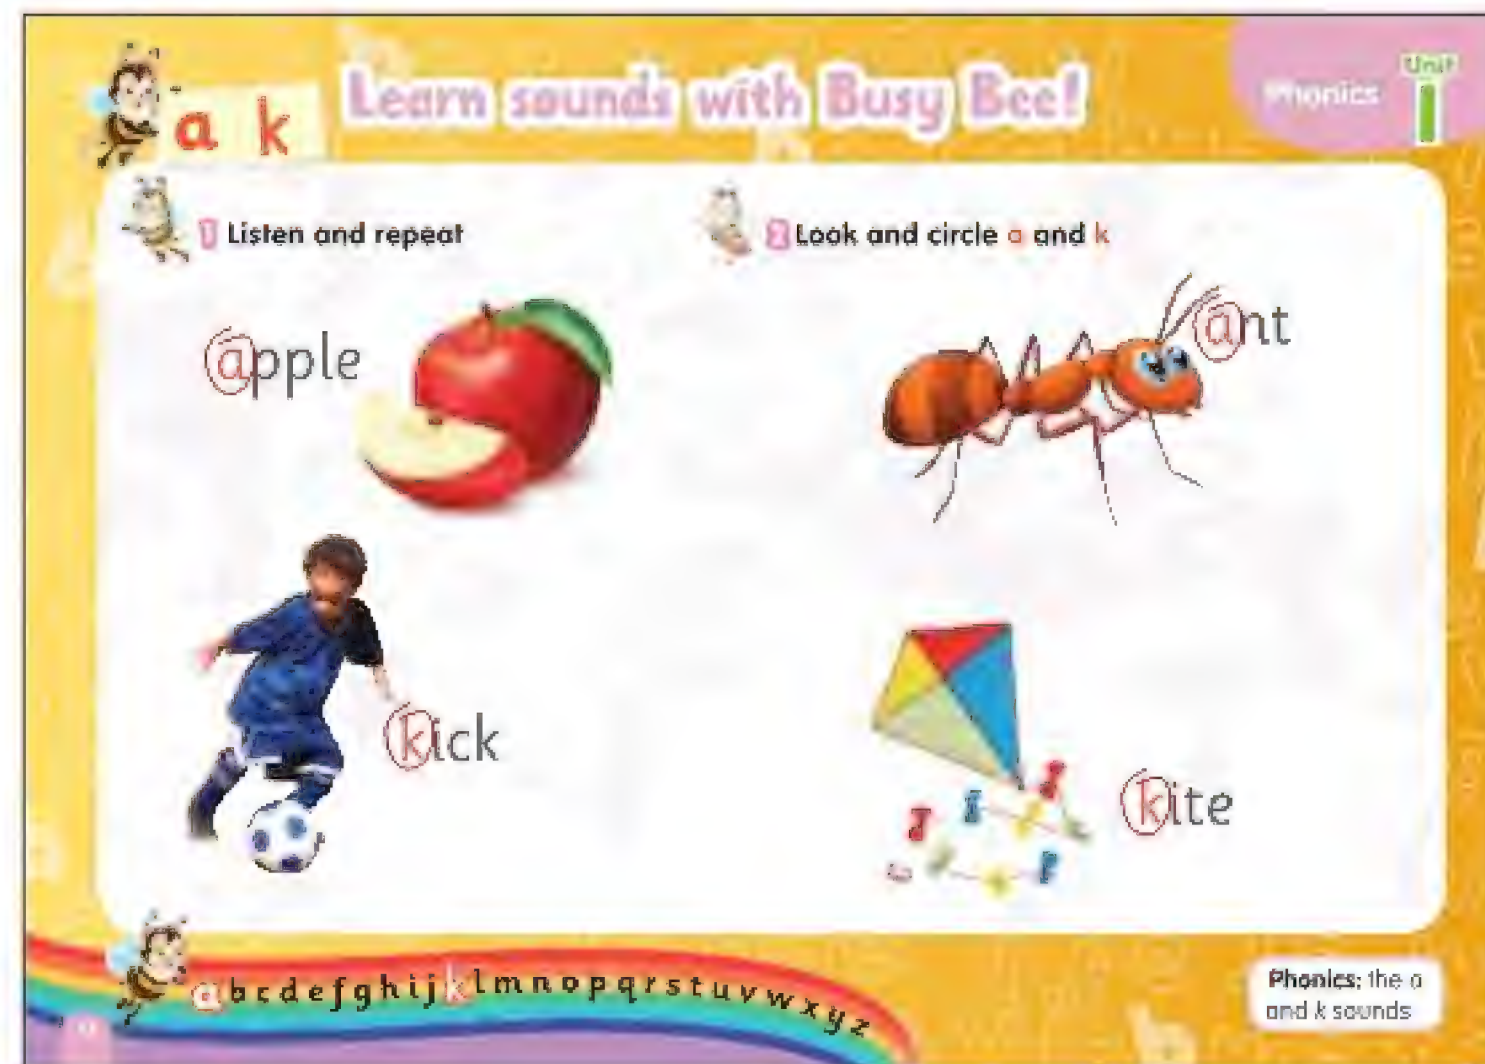 a k
Learn sounds with Busy Bee!
Phonics
Unit
1
1 Listen and repeat
2 Look and circle a and k
apple
ant
kick
kite
a b c d e f g h i j k l m n o p q r s t u v w x y z
Phonics: the a
and k sounds